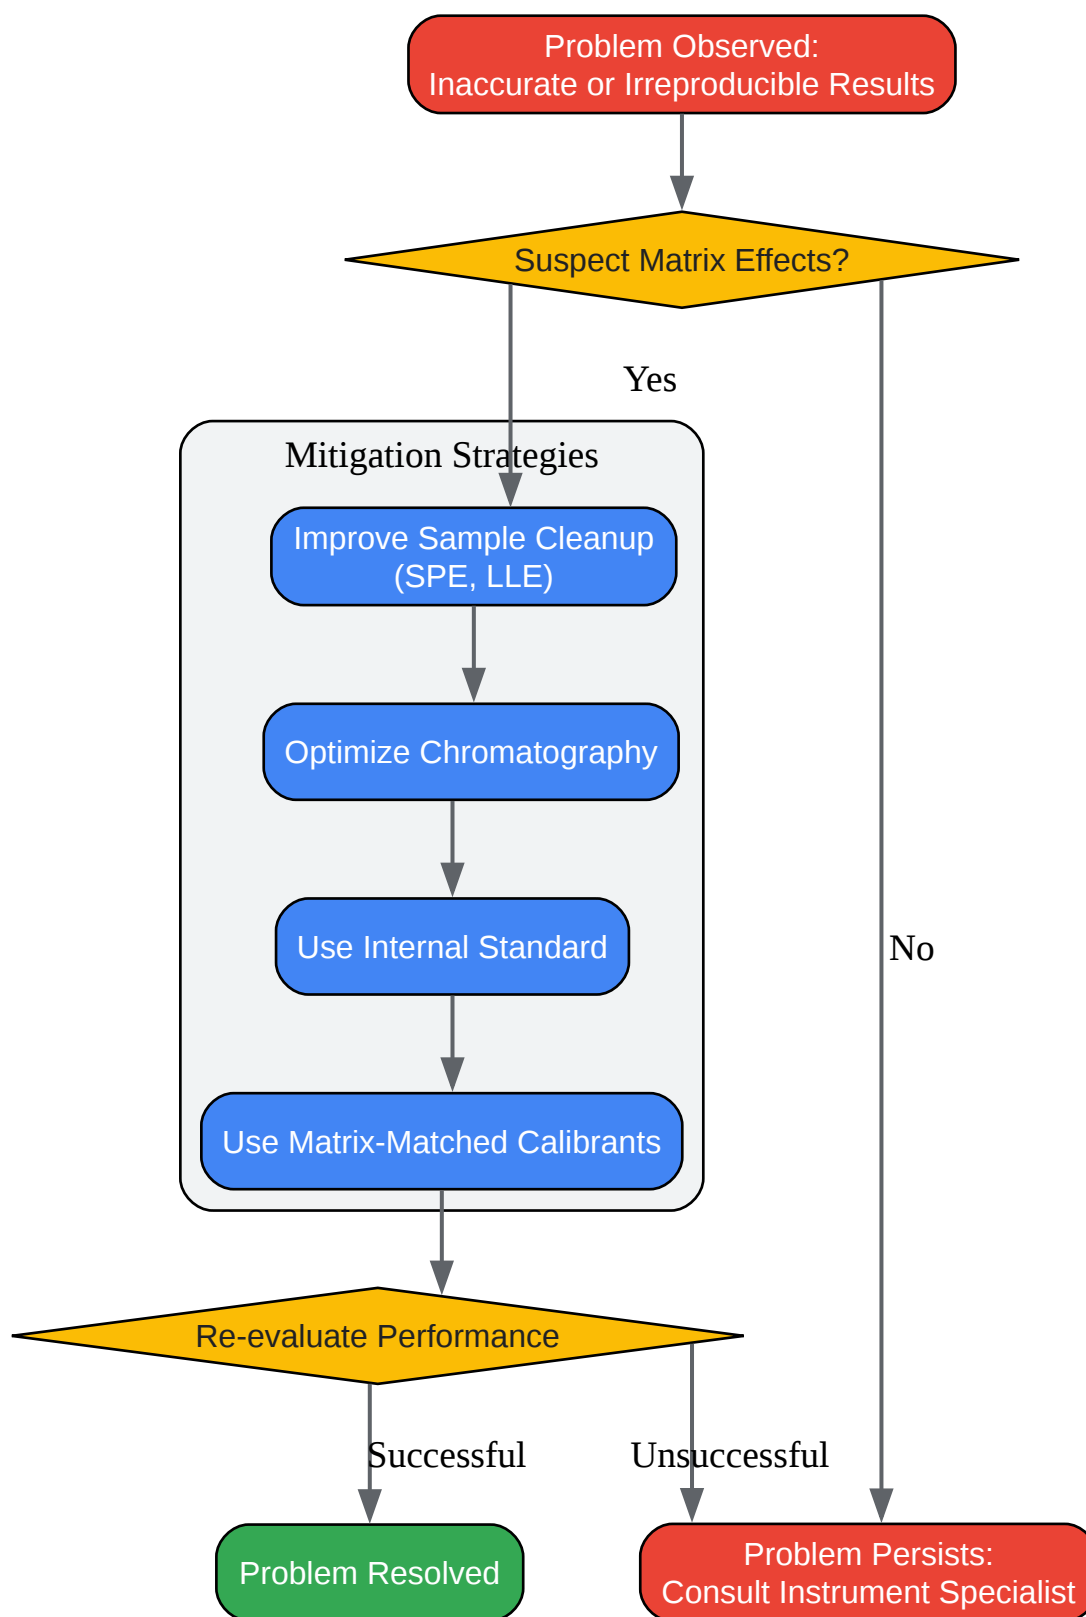 Problem Observed:
Inaccurate or Irreproducible Results
Suspect Matrix Effects?
Yes
Mitigation Strategies
Improve Sample Cleanup
(SPE, LLE)
Optimize Chromatography
Use Internal Standard
No
Use Matrix-Matched Calibrants
Re-evaluate Performance
Successful
Unsuccessful
Problem Resolved
Problem Persists:
Consult Instrument Specialist